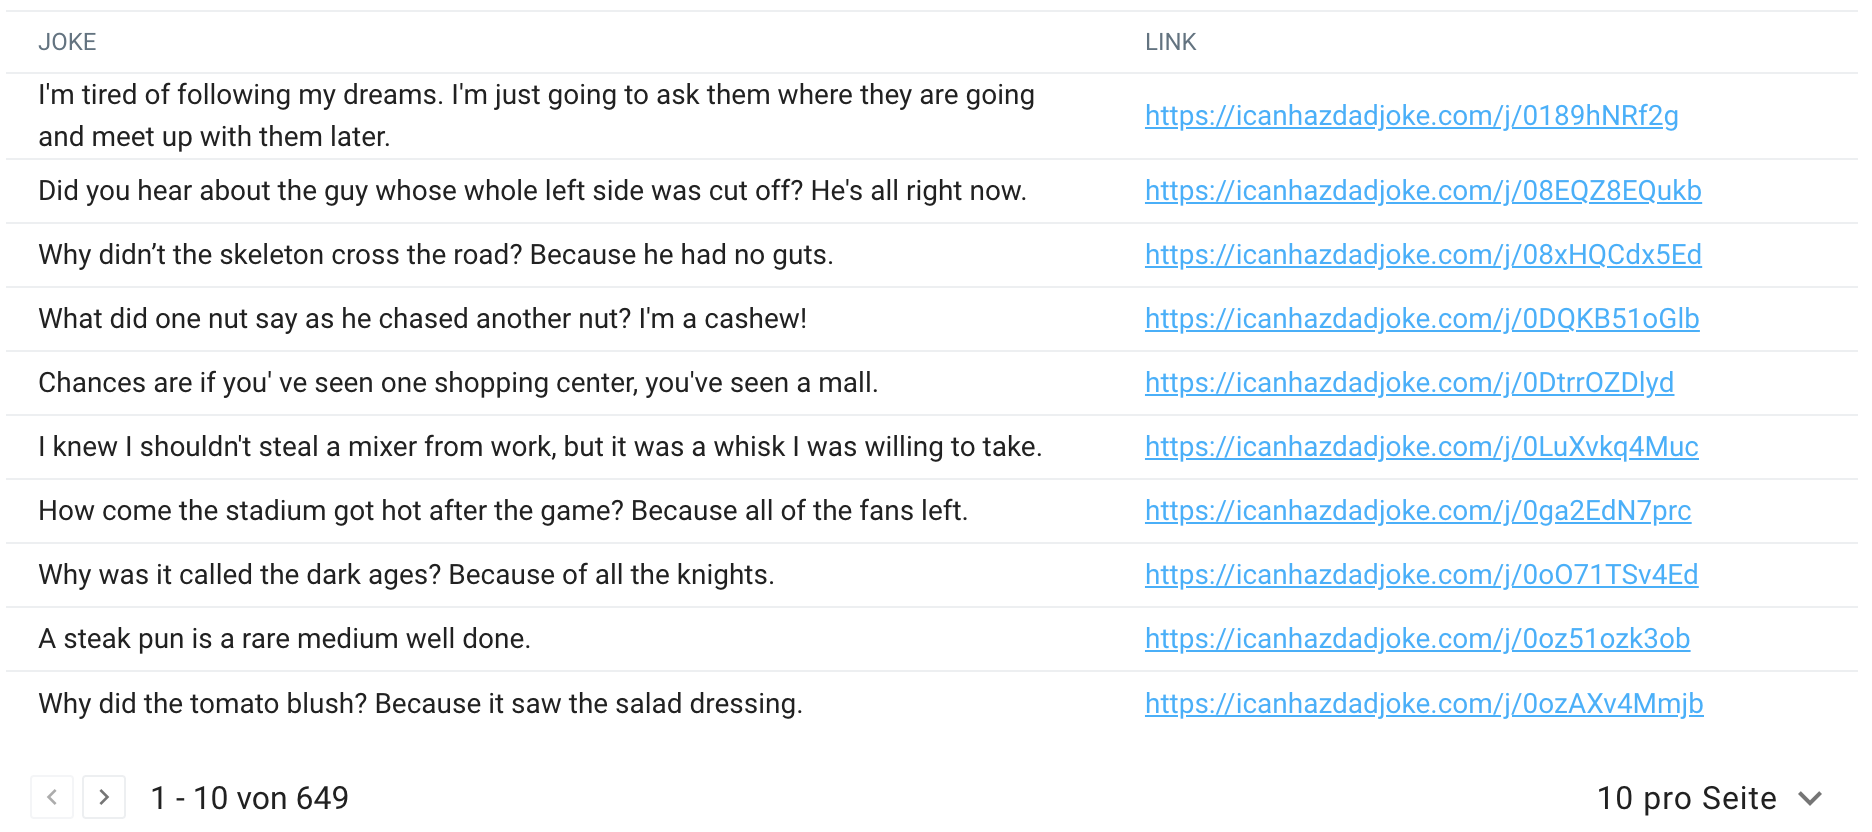 JOKE LINK
I'm tired of following my dreams. I'm just going to ask them where they are going
and meet up with them later.
https://icanhazdadjoke.com/j/0189hNRf2g
Did you hear about the guy whose whole left side was cut off? He's all right now. https://icanhazdadjoke.com/j/08EQZ8EQukb
Why didn’t the skeleton cross the road? Because he had no guts. https://icanhazdadjoke.com/j/08xHQCdx5Ed
What did one nut say as he chased another nut? I'm a cashew! https://icanhazdadjoke.com/j/0DQKB51oGlb
Chances are if you' ve seen one shopping center, you've seen a mall. https://icanhazdadjoke.com/j/0DtrrOZDlyd
I knew I shouldn't steal a mixer from work, but it was a whisk I was willing to take. https://icanhazdadjoke.com/j/0LuXvkq4Muc
How come the stadium got hot after the game? Because all of the fans left. https://icanhazdadjoke.com/j/0ga2EdN7prc
Why was it called the dark ages? Because of all the knights. https://icanhazdadjoke.com/j/0oO71TSv4Ed
A steak pun is a rare medium well done. https://icanhazdadjoke.com/j/0oz51ozk3ob
Why did the tomato blush? Because it saw the salad dressing. https://icanhazdadjoke.com/j/0ozAXv4Mmjb
1 - 10 von 649 10 pro Seite